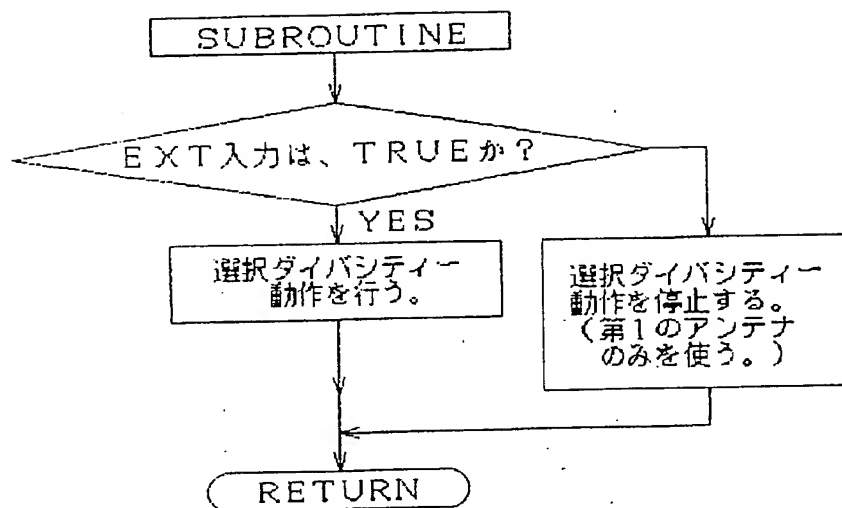 SUBROUTINE
EXT入力は、TRUEか？
YES
選択ダイバシティー
動作を行う。
選択ダイバシティー
動作を停止する。
（第1のアンテナ
のみを使う。）
RETURN